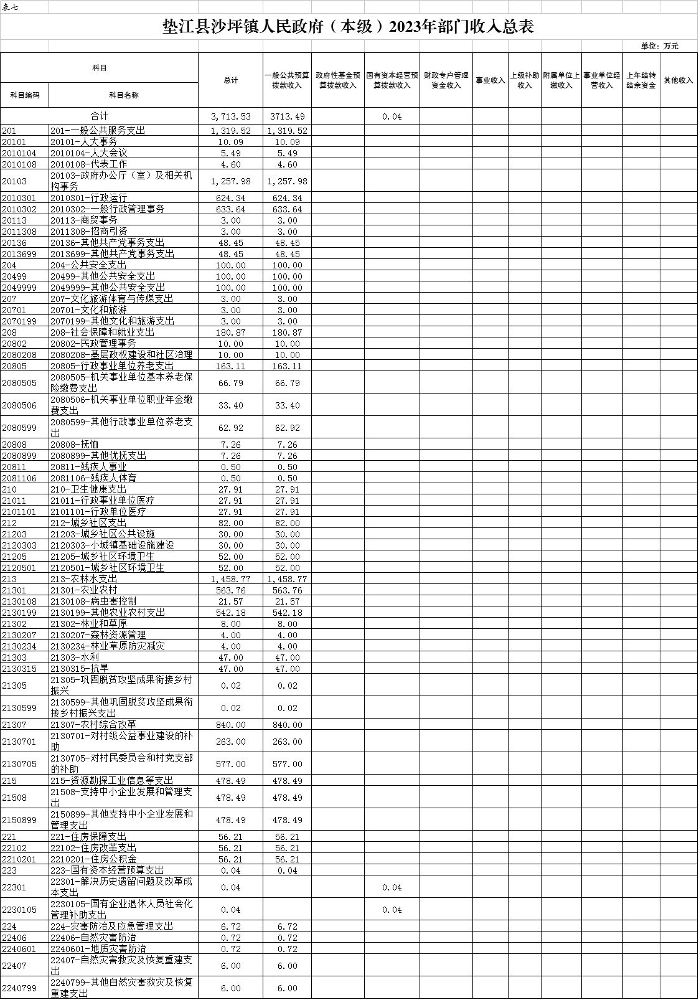 表七
垫江县沙坪镇人民政府（本级）2023年部门收入总表
单位：万元
科目 总计 一般公共预算拨款收入 政府性基金预算拨款收入 国有资本经营预算拨款收入 财政专户管理资金收入 事业收入 上级补助收入 附属单位上缴收入 事业单位经营收入 上年结转结余资金 其他收入
科目编码 科目名称
合计 3,713.53 3713.49 0.04
201 201-一般公共服务支出 1,319.52 1,319.52
20101 20101-人大事务 10.09 10.09
2010104 2010104-人大会议 5.49 5.49
2010108 2010108-代表工作 4.60 4.60
20103 20103-政府办公厅（室）及相关机构事务 1,257.98 1,257.98
2010301 2010301-行政运行 624.34 624.34
2010302 2010302-一般行政管理事务 633.64 633.64
20113 20113-商贸事务 3.00 3.00
2011308 2011308-招商引资 3.00 3.00
20136 20136-其他共产党事务支出 48.45 48.45
2013699 2013699-其他共产党事务支出 48.45 48.45
204 204-公共安全支出 100.00 100.00
20499 20499-其他公共安全支出 100.00 100.00
2049999 2049999-其他公共安全支出 100.00 100.00
207 207-文化旅游体育与传媒支出 3.00 3.00
20701 20701-文化和旅游 3.00 3.00
2070199 2070199-其他文化和旅游支出 3.00 3.00
208 208-社会保障和就业支出 180.87 180.87
20802 20802-民政管理事务 10.00 10.00
2080208 2080208-基层政权建设和社区治理 10.00 10.00
20805 20805-行政事业单位养老支出 163.11 163.11
2080505 2080505-机关事业单位基本养老保险缴费支出 66.79 66.79
2080506 2080506-机关事业单位职业年金缴费支出 33.40 33.40
2080599 2080599-其他行政事业单位养老支出 62.92 62.92
20808 20808-抚恤 7.26 7.26
2080899 2080899-其他优抚支出 7.26 7.26
20811 20811-残疾人事业 0.50 0.50
2081106 2081106-残疾人体育 0.50 0.50
210 210-卫生健康支出 27.91 27.91
21011 21011-行政事业单位医疗 27.91 27.91
2101101 2101101-行政单位医疗 27.91 27.91
212 212-城乡社区支出 82.00 82.00
21203 21203-城乡社区公共设施 30.00 30.00
2120303 2120303-小城镇基础设施建设 30.00 30.00
21205 21205-城乡社区环境卫生 52.00 52.00
2120501 2120501-城乡社区环境卫生 52.00 52.00
213 213-农林水支出 1,458.77 1,458.77
21301 21301-农业农村 563.76 563.76
2130108 2130108-病虫害控制 21.57 21.57
2130199 2130199-其他农业农村支出 542.18 542.18
21302 21302-林业和草原 8.00 8.00
2130207 2130207-森林资源管理 4.00 4.00
2130234 2130234-林业草原防灾减灾 4.00 4.00
21303 21303-水利 47.00 47.00
2130315 2130315-抗旱 47.00 47.00
21305 21305-巩固脱贫攻坚成果衔接乡村振兴 0.02 0.02
2130599 2130599-其他巩固脱贫攻坚成果衔接乡村振兴支出 0.02 0.02
21307 21307-农村综合改革 840.00 840.00
2130701 2130701-对村级公益事业建设的补助 263.00 263.00
2130705 2130705-对村民委员会和村党支部的补助 577.00 577.00
215 215-资源勘探工业信息等支出 478.49 478.49
21508 21508-支持中小企业发展和管理支出 478.49 478.49
2150899 2150899-其他支持中小企业发展和管理支出 478.49 478.49
221 221-住房保障支出 56.21 56.21
22102 22102-住房改革支出 56.21 56.21
2210201 2210201-住房公积金 56.21 56.21
223 223-国有资本经营预算支出 0.04 0.04
22301 22301-解决历史遗留问题及改革成本支出 0.04 0.04
2230105 2230105-国有企业退休人员社会化管理补助支出 0.04 0.04
224 224-灾害防治及应急管理支出 6.72 6.72
22406 22406-自然灾害防治 0.72 0.72
2240601 2240601-地质灾害防治 0.72 0.72
22407 22407-自然灾害救灾及恢复重建支出 6.00 6.00
2240799 2240799-其他自然灾害救灾及恢复重建支出 6.00 6.00